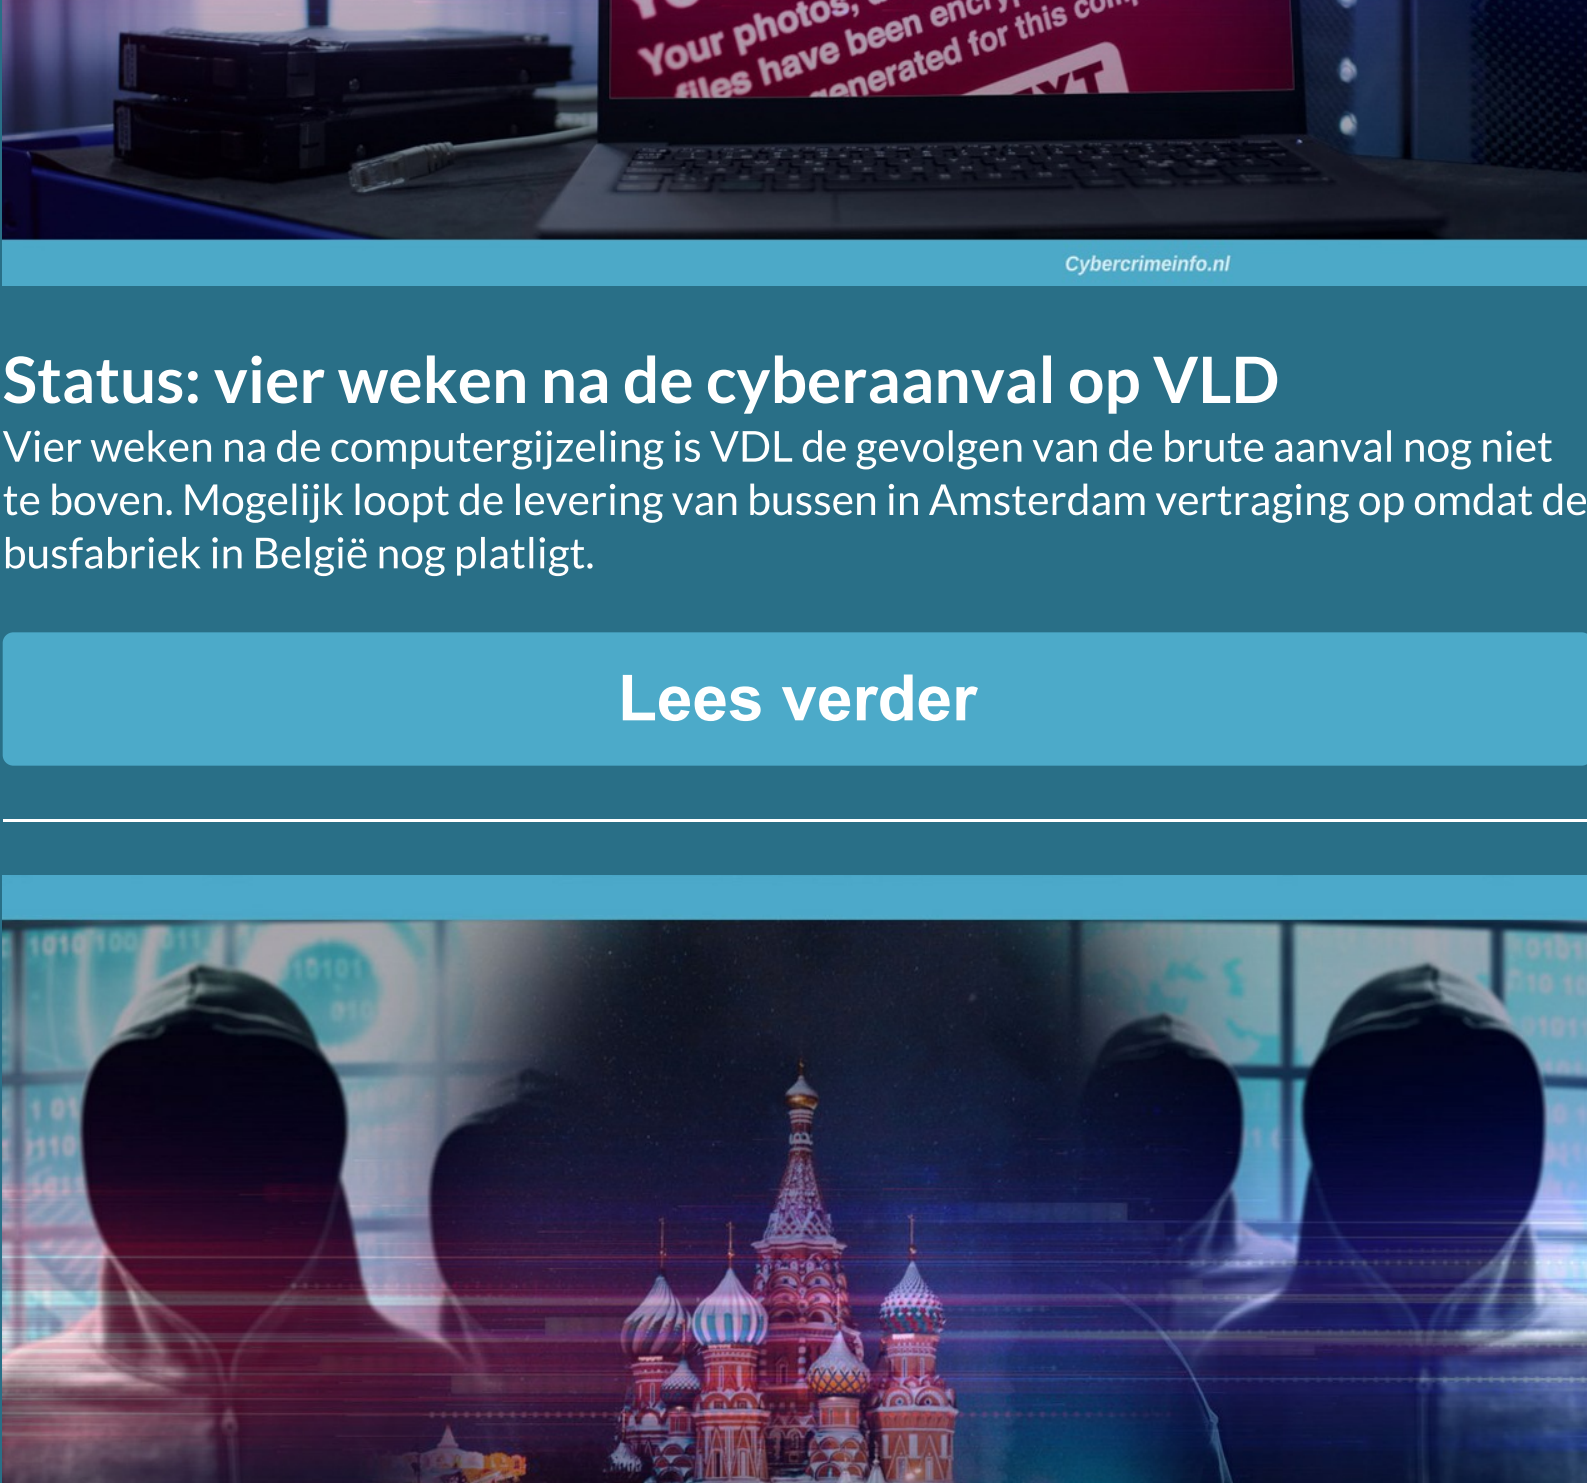 Your photos,
files have been
generated for this
Cybercrimeinfo.nl
Status: vier weken na de cyberaanval op VLD
Vier weken na de computergijzeling is VDL de gevolgen van de brute aanval nog niet
te boven. Mogelijk loopt de levering van bussen in Amsterdam vertraging op omdat de
busfabriek in België nog platligt.
Lees verder